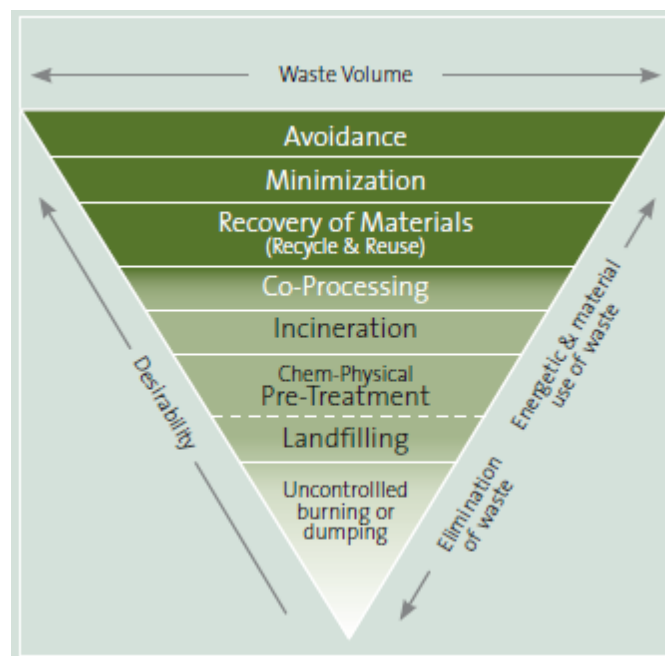 Waste Volume
Avoidance
Minimization
Recovery of Materials
(Recycle & Reuse)
Co-Processing
Incineration
Chem-Physical
Pre-Treatment
Landfilling
Uncontrollled
burning or
dumping
Desirability
Energetic & material
use of waste
Elimination
of waste